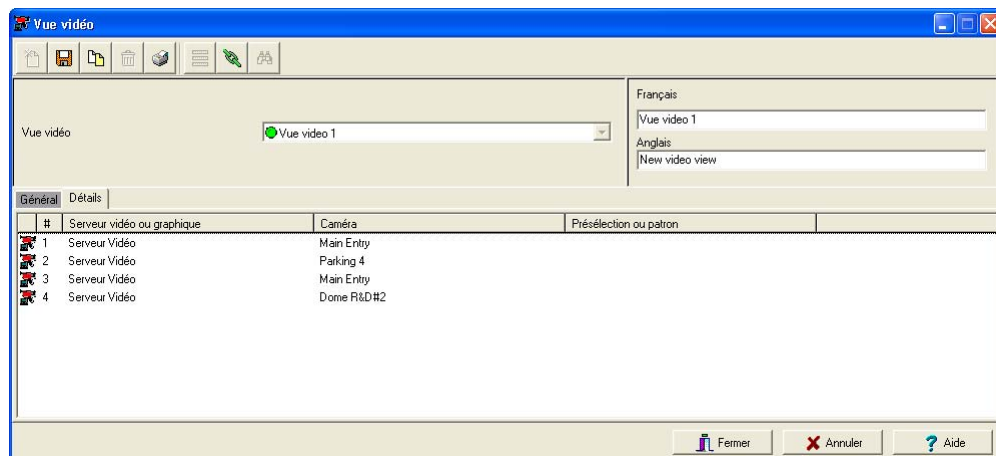 Vue vidéo
Français
Vue vidéo Vue video 1 Vue video 1
Anglais
New video view
Général Détails
# Serveur vidéo ou graphique Caméra Présélection ou patron
1 Serveur Vidéo Main Entry
2 Serveur Vidéo Parking 4
3 Serveur Vidéo Main Entry
4 Serveur Vidéo Dome R&D#2
Fermer Annuler ? Aide